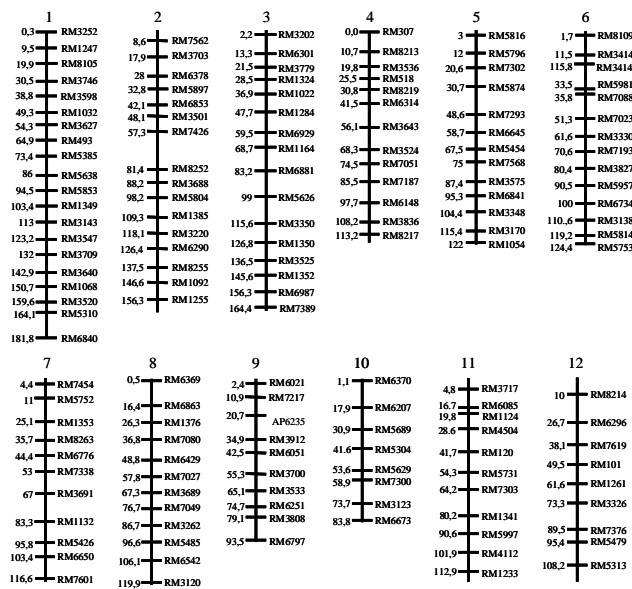 1
0,3 RM3252
9,5 RM1247
19,9 RM8105
30,5 RM3746
38,8 RM3598
49,3 RM1032
54,3 RM3627
64,9 RM493
73,4 RM5385
86 RM5638
94,5 RM5853
103,4 RM1349
113 RM3143
123,2 RM3547
132 RM3709
142,9 RM3640
150,7 RM1068
159,6 RM3520
164,1 RM5310
181,8 RM6840
2
8,6 RM7562
17,9 RM3703
28 RM6378
32,8 RM5897
42,1 RM6853
48,1 RM3501
57,3 RM7426
81,4 RM8252
88,2 RM3688
98,2 RM5804
109,3 RM1385
118,1 RM3220
126,4 RM6290
137,5 RM8255
146,6 RM1092
156,3 RM1255
3
2,2 RM3202
13,3 RM6301
21,5 RM3779
28,5 RM1324
36,9 RM1022
47,7 RM1284
59,5 RM6929
68,7 RM1164
83,2 RM6881
99 RM5626
115,6 RM3350
126,8 RM1350
136,5 RM3525
145,6 RM1352
156,3 RM6987
164,4 RM7389
4
0,0 RM307
10,7 RM8213
19,8 RM3536
25,5 RM518
30,8 RM8219
41,5 RM6314
56,1 RM3643
68,3 RM3524
74,5 RM7051
85,5 RM7187
97,7 RM6148
108,2 RM3836
113,2 RM8217
5
3 RM5816
12 RM5796
20,6 RM7302
30,7 RM5874
48,6 RM7293
58,7 RM6645
67,5 RM5454
75 RM7568
87,4 RM3575
95,3 RM6841
104,4 RM3348
115,4 RM3170
122 RM1054
6
1,7 RM8109
11,5 RM3414
115,8 RM3414
33,5 RM5981
35,8 RM7088
51,3 RM7023
61,6 RM3330
70,6 RM7193
80,4 RM3827
90,5 RM5957
100 RM6734
110,,6 RM3138
119,2 RM5814
124,4 RM5753
7
4,4 RM7454
11 RM5752
25,1 RM1353
35,7 RM8263
44,4 RM6776
53 RM7338
67 RM3691
83,3 RM1132
95,8 RM5426
103,4 RM6650
116,6 RM7601
8
0,5 RM6369
16,4 RM6863
26,3 RM1376
36,8 RM7080
48,8 RM6429
57,8 RM7027
67,3 RM3689
76,7 RM7049
86,7 RM3262
96,6 RM5485
106,1 RM6542
119,9 RM3120
9
2,4 RM6021
10,9 RM7217
20,7 AP6235
34,9 RM3912
42,5 RM6051
55,3 RM3700
65,1 RM3533
74,7 RM6251
79,1 RM3808
93,5 RM6797
10
1,1 RM6370
17,9 RM6207
30,9 RM5689
41,6 RM5304
53,6 RM5629
58,9 RM7300
73,7 RM3123
83,8 RM6673
11
4,8 RM3717
16,7 RM6085
19,8 RM1124
28,6 RM4504
41,7 RM120
54,3 RM5731
64,2 RM7303
80,2 RM1341
90,6 RM5997
101,9 RM4112
112,9 RM1233
12
10 RM8214
26,7 RM6296
38,1 RM7619
49,5 RM101
61,6 RM1261
73,3 RM3326
89,5 RM7376
95,4 RM5479
108,2 RM5313